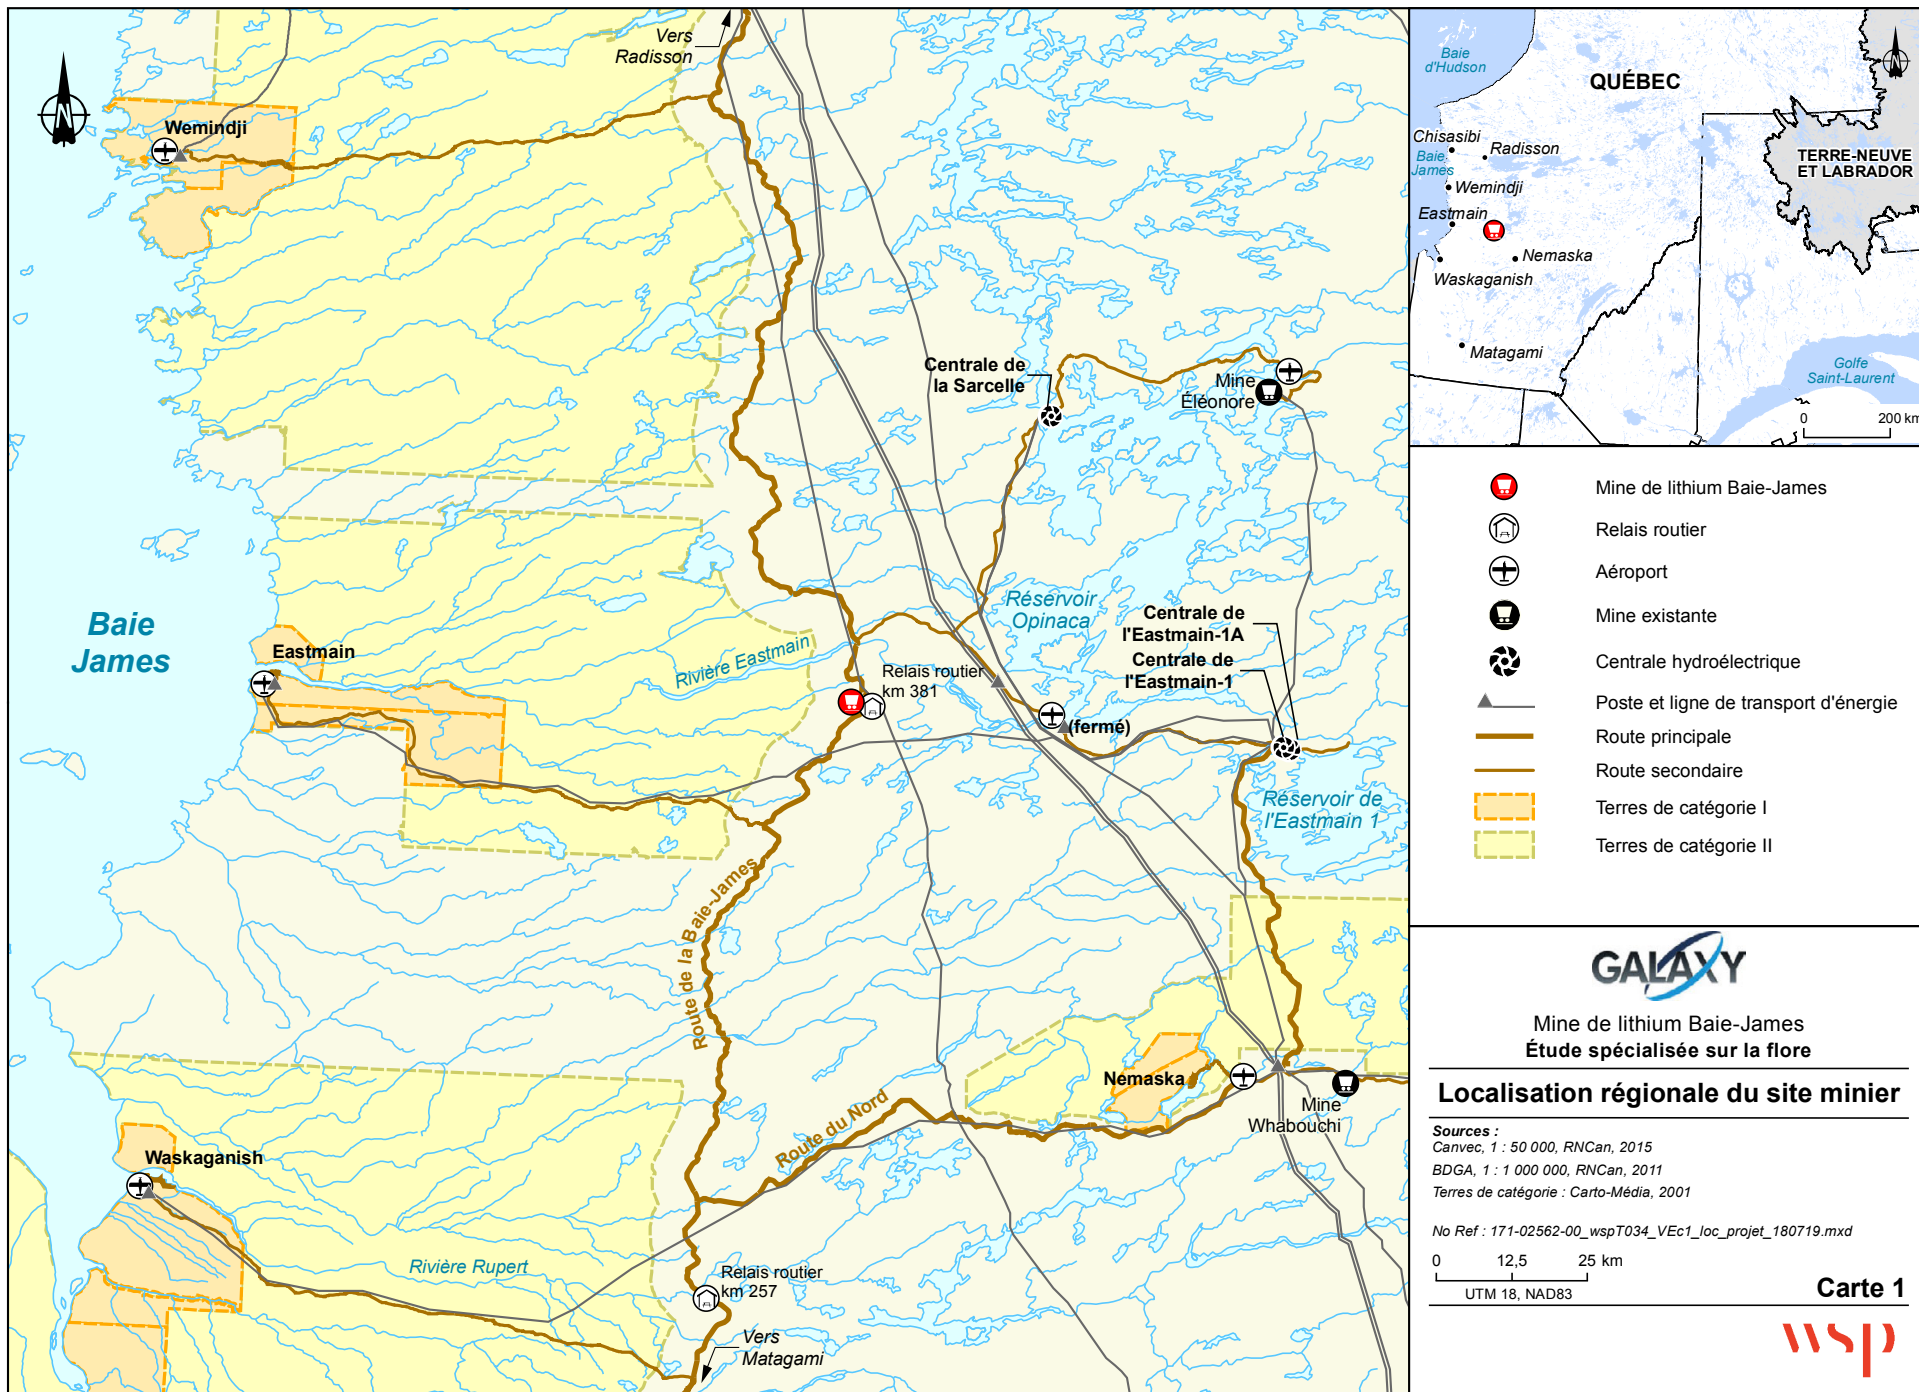 Vers
Radisson
N
Wemindji
Centrale de
la Sarcelle
Mine
Éléonore
Baie
James
Eastmain
Rivière Eastmain
Réservoir
Opinaca
Centrale de
l'Eastmain-1A
Centrale de
l'Eastmain-1
Relais routier
km 381
(fermé)
Réservoir de
l'Eastmain 1
Route de la Baie-James
Nemaska
Mine
Whabouchi
Route du Nord
Waskaganish
Rivière Rupert
Relais routier
km 257
Vers
Matagami
Baie
d'Hudson
QUÉBEC
N
Chisasibi
Baie
James
Radisson
TERRE-NEUVE
ET LABRADOR
Wemindji
Eastmain
Nemaska
Waskaganish
Matagami
Golfe
Saint-Laurent
0 200 km
Mine de lithium Baie-James
Relais routier
Aéroport
Mine existante
Centrale hydroélectrique
Poste et ligne de transport d'énergie
Route principale
Route secondaire
Terres de catégorie I
Terres de catégorie II
GALAXY
Mine de lithium Baie-James
Étude spécialisée sur la flore
Localisation régionale du site minier
Sources :
Canvec, 1 : 50 000, RNCan, 2015
BDGA, 1 : 1 000 000, RNCan, 2011
Terres de catégorie : Carto-Média, 2001
No Ref : 171-02562-00_wspT034_VEc1_loc_projet_180719.mxd
0 12,5 25 km
UTM 18, NAD83
Carte 1
wsp